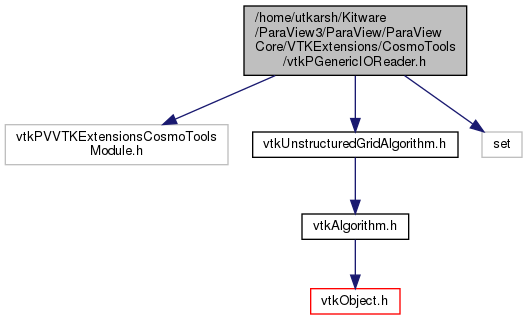 /home/utkarsh/Kitware
/ParaView3/ParaView/ParaView
Core/VTKExtensions/CosmoTools
/vtkPGenericIOReader.h
vtkPVVTKExtensionsCosmoTools
Module.h
vtkUnstructuredGridAlgorithm.h
set
vtkAlgorithm.h
vtkObject.h